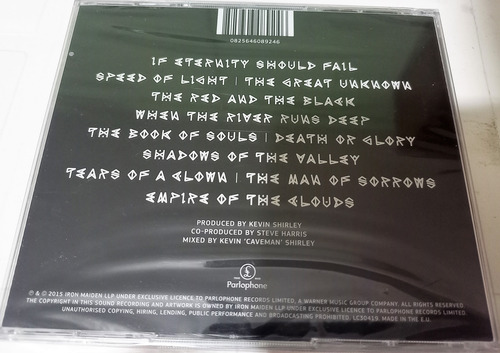 0825646089246
IF ETERNITY SHOULD FAIL
SPEED OF LIGHT | THE GREAT UNKNOWN
THE RED AND THE BLACK
WHEN THE RIVER RUNS DEEP
THE BOOK OF SOULS | DEATH OR GLORY
SHADOWS OF THE VALLEY
TEARS OF A CLOWN | THE MAN OF SORROWS
EMPIRE OF THE CLOUDS
PRODUCED BY KEVIN SHIRLEY
CO-PRODUCED BY STEVE HARRIS
MIXED BY KEVIN 'CAVEMAN' SHIRLEY
Parlophone
℗ & © 2015 IRON MAIDEN LLP UNDER EXCLUSIVE LICENCE TO PARLOPHONE RECORDS LIMITED, A WARNER MUSIC GROUP COMPANY. ALL RIGHTS RESERVED.
THE COPYRIGHT IN THIS SOUND RECORDING AND ARTWORK IS OWNED BY IRON MAIDEN LLP UNDER EXCLUSIVE LICENCE TO PARLOPHONE RECORDS LIMITED.
UNAUTHORISED COPYING, HIRING, LENDING, PUBLIC PERFORMANCE AND BROADCASTING PROHIBITED. LC30419. MADE IN THE E.U.